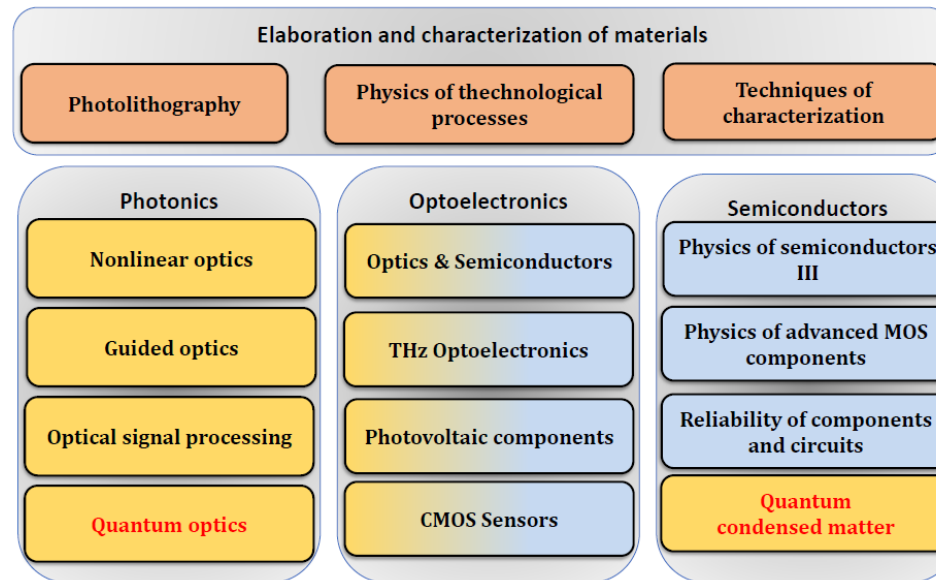 Elaboration and characterization of materials
Photolithography
Physics of thechnological
processes
Techniques of
characterization
Photonics
Nonlinear optics
Guided optics
Optical signal processing
Quantum optics
Optoelectronics
Optics & Semiconductors
THz Optoelectronics
Photovoltaic components
CMOS Sensors
Semiconductors
Physics of semiconductors
III
Physics of advanced MOS
components
Reliability of components
and circuits
Quantum
condensed matter